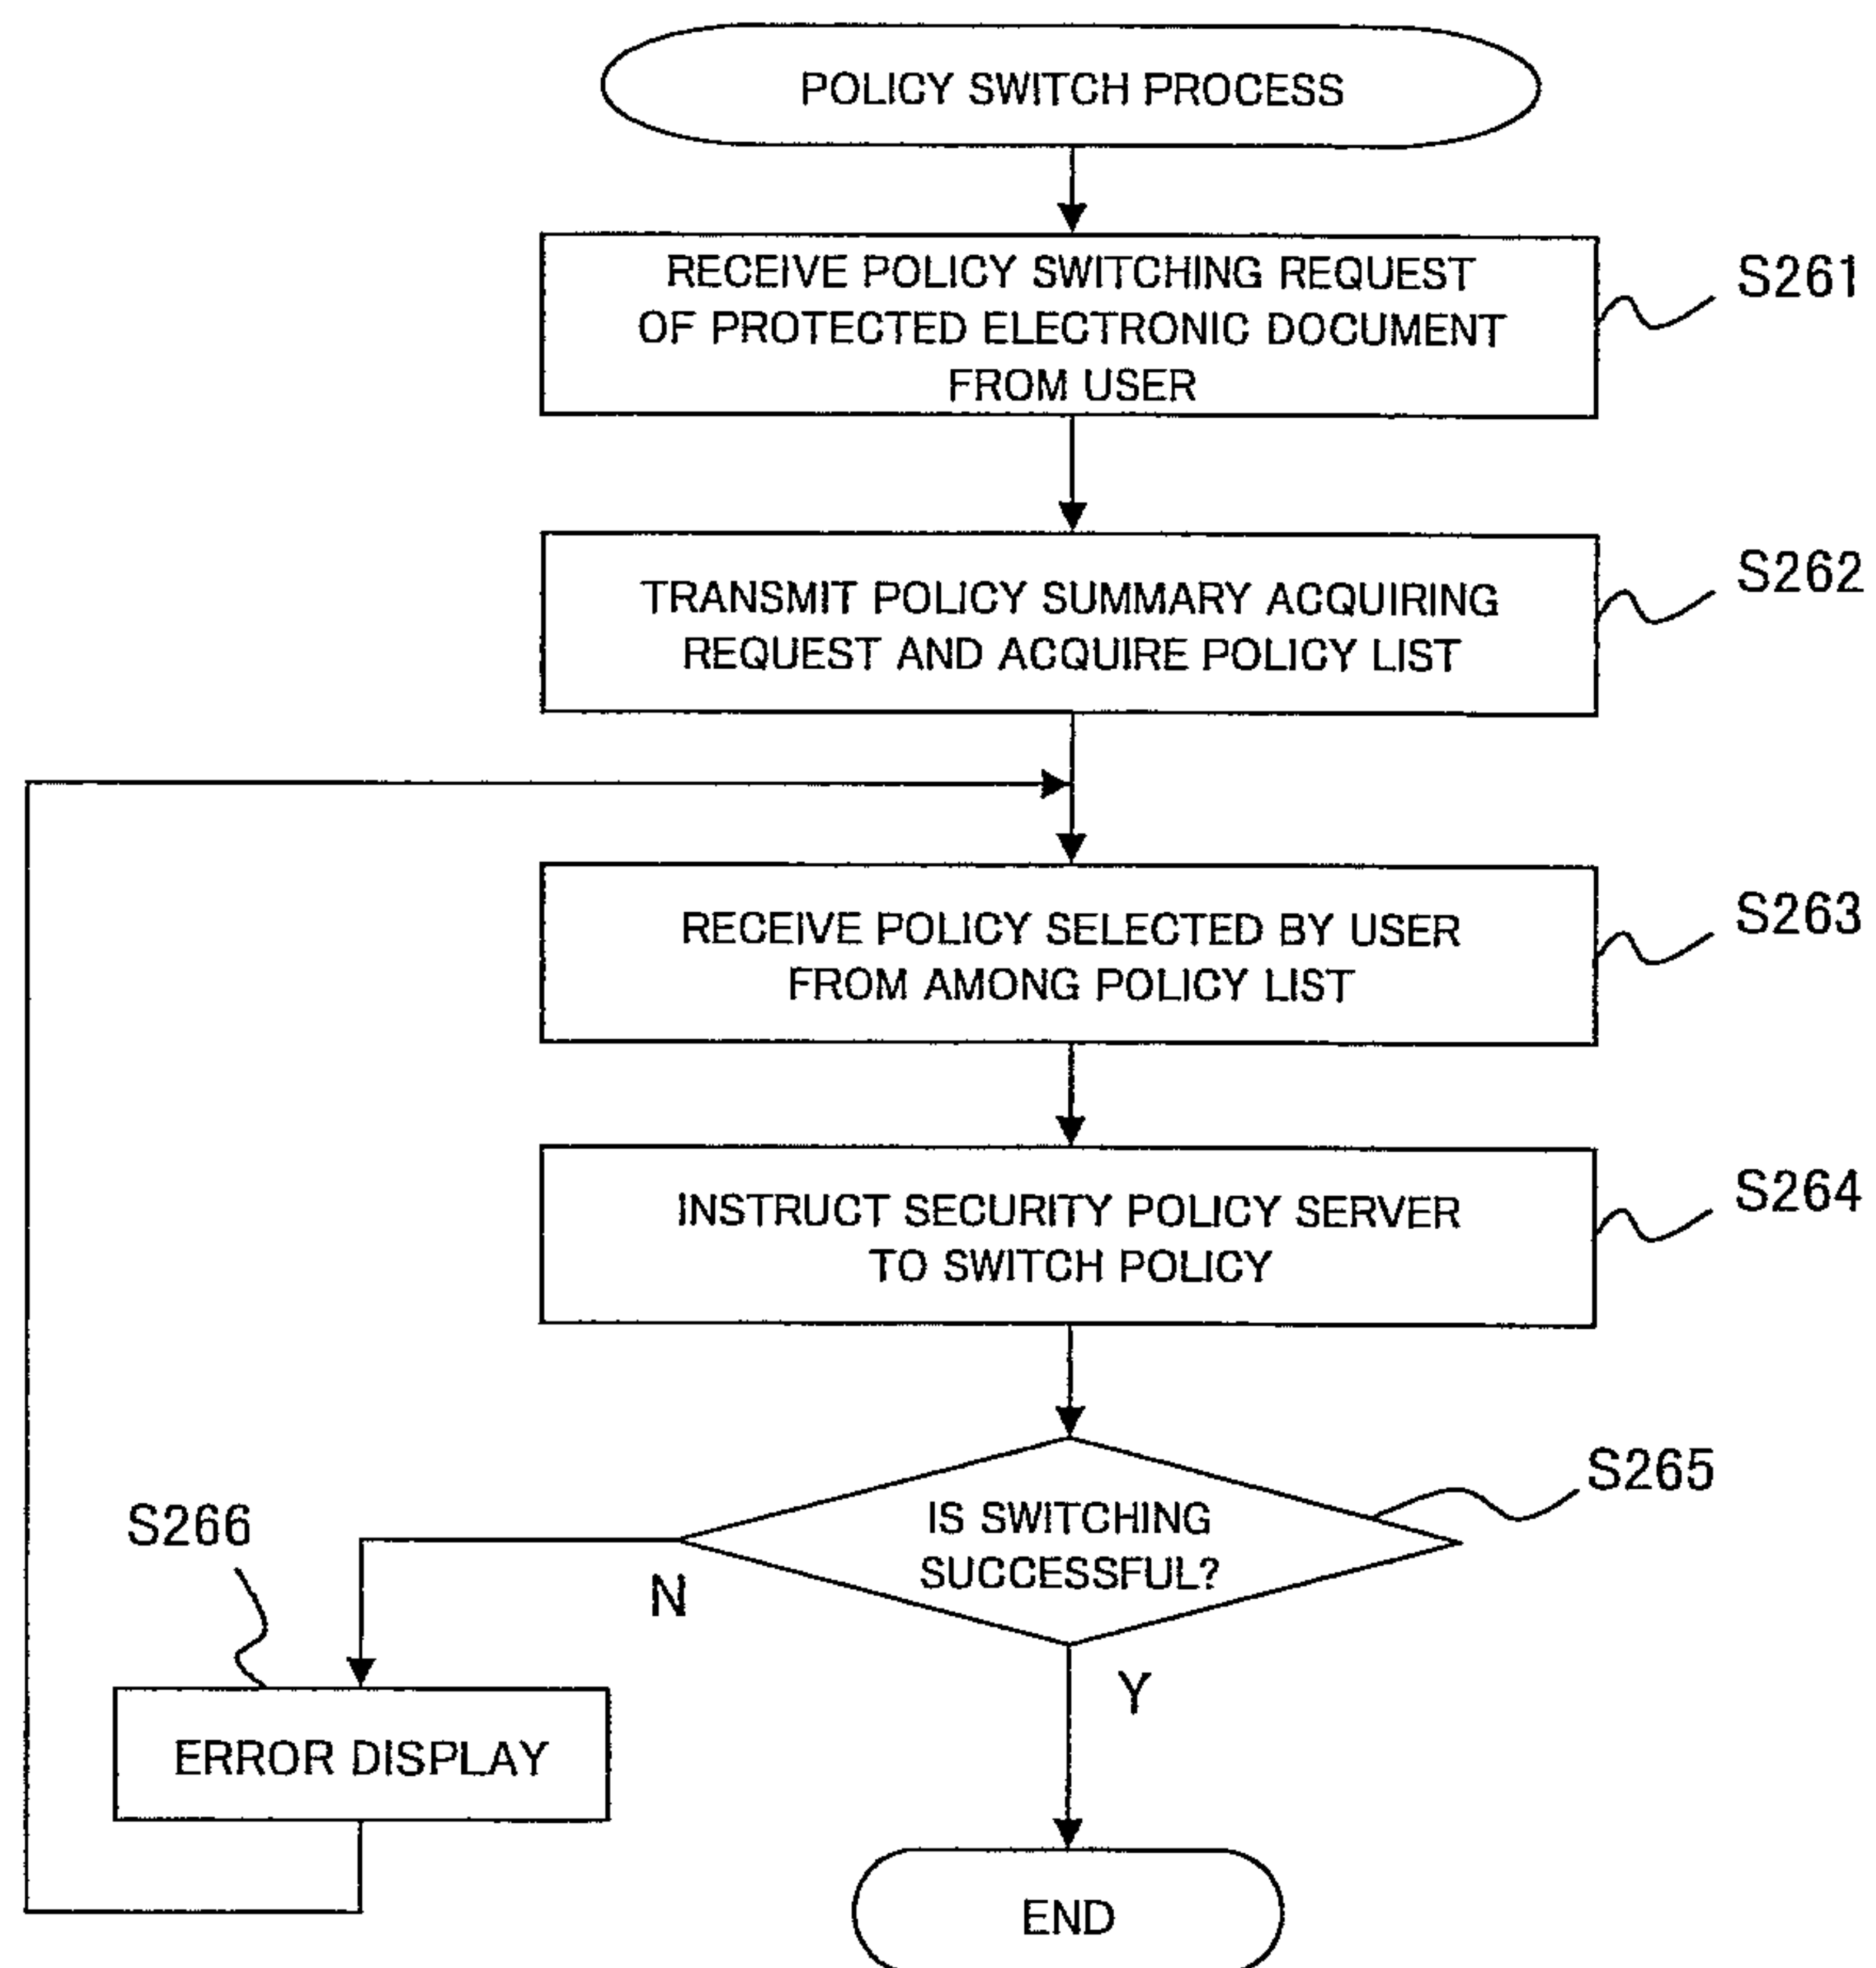 POLICY SWITCH PROCESS
RECEIVE POLICY SWITCHING REQUEST
OF PROTECTED ELECTRONIC DOCUMENT
FROM USER
S261
TRANSMIT POLICY SUMMARY ACQUIRING
REQUEST AND ACQUIRE POLICY LIST
S262
RECEIVE POLICY SELECTED BY USER
FROM AMONG POLICY LIST
S263
INSTRUCT SECURITY POLICY SERVER
TO SWITCH POLICY
S264
IS SWITCHING
SUCCESSFUL?
S265
N
Y
S266
ERROR DISPLAY
END